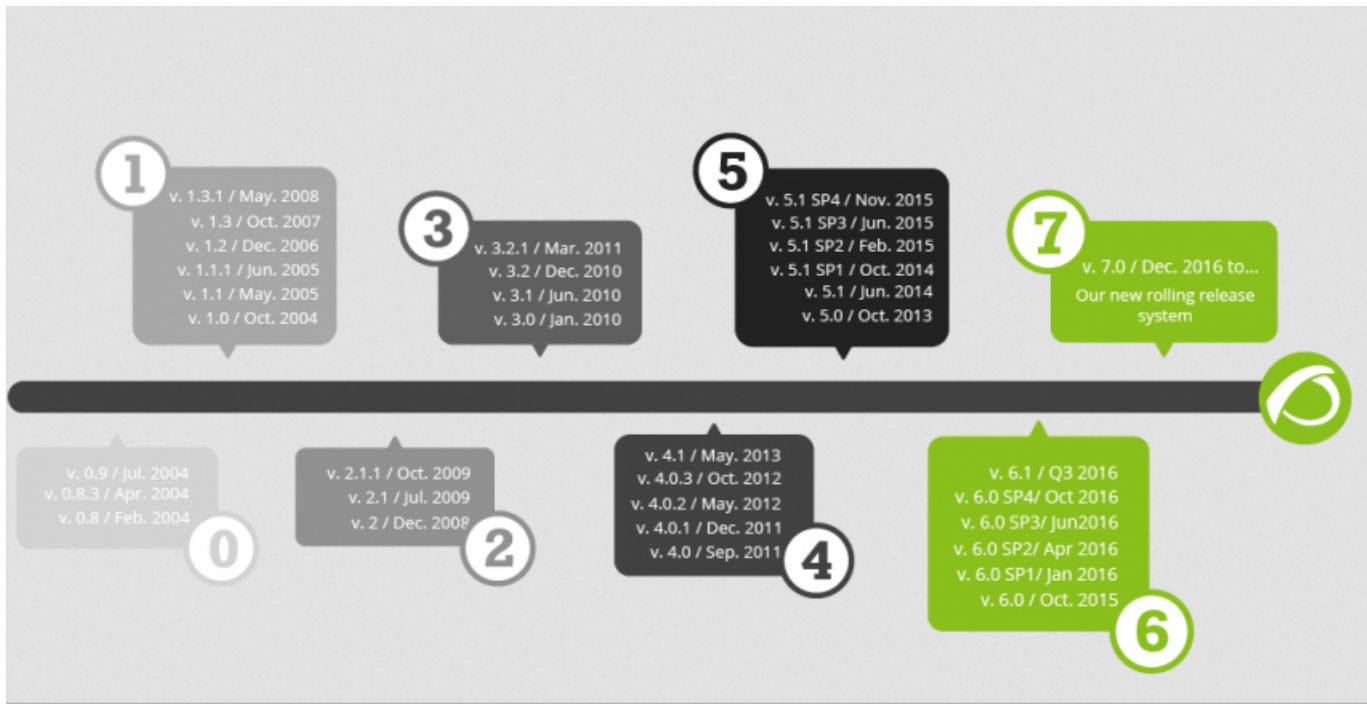 1
v. 1.3.1 / May. 2008
v. 1.3 / Oct. 2007
v. 1.2 / Dec. 2006
v. 1.1.1 / Jun. 2005
v. 1.1 / May. 2005
v. 1.0 / Oct. 2004
3
v. 3.2.1 / Mar. 2011
v. 3.2 / Dec. 2010
v. 3.1 / Jun. 2010
v. 3.0 / Jan. 2010
5
v. 5.1 SP4 / Nov. 2015
v. 5.1 SP3 / Jun. 2015
v. 5.1 SP2 / Feb. 2015
v. 5.1 SP1 / Oct. 2014
v. 5.1 / Jun. 2014
v. 5.0 / Oct. 2013
7
v. 7.0 / Dec. 2016 to...
Our new rolling release
system
v. 0.9 / Jul. 2004
v. 0.8.3 / Apr. 2004
v. 0.8 / Feb. 2004
0
v. 2.1.1 / Oct. 2009
v. 2.1 / Jul. 2009
v. 2 / Dec. 2008
2
v. 4.1 / May. 2013
v. 4.0.3 / Oct. 2012
v. 4.0.2 / May. 2012
v. 4.0.1 / Dec. 2011
v. 4.0 / Sep. 2011
4
v. 6.1 / Q3 2016
v. 6.0 SP4/ Oct 2016
v. 6.0 SP3/ Jun2016
v. 6.0 SP2/ Apr 2016
v. 6.0 SP1/ Jan 2016
v. 6.0 / Oct. 2015
6